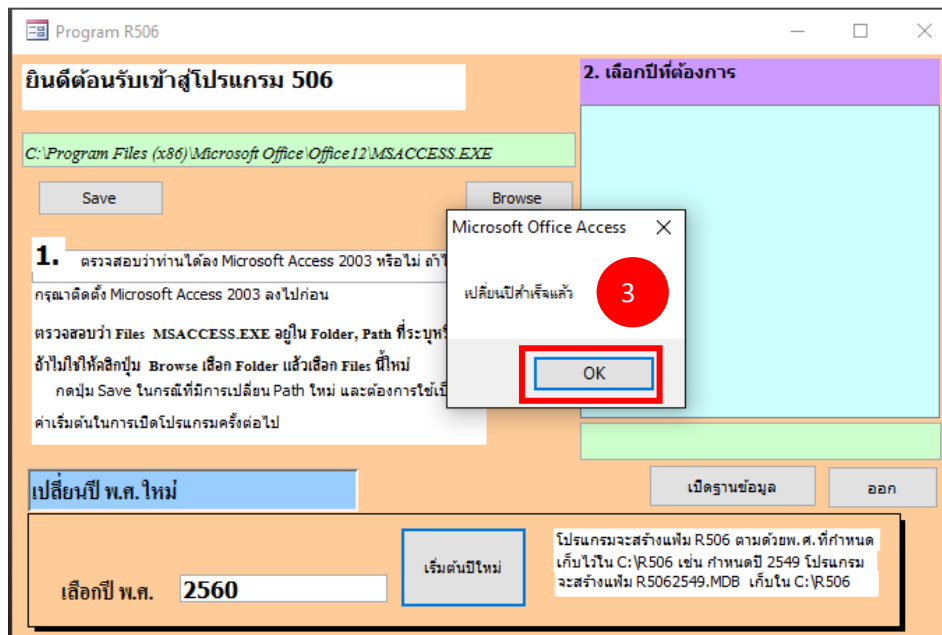 Program R506
ยินดีต้อนรับเข้าสู่โปรแกรม 506
2. เลือกปีที่ต้องการ
C:\Program Files (x86)\Microsoft Office\Office12\MSACCESS.EXE
Save
Browse
Microsoft Office Access
เปลี่ยนปีสำเร็จแล้ว
3
OK
1. ตรวจสอบว่าท่านได้ลง Microsoft Access 2003 หรือไม่
กรุณาติดตั้ง Microsoft Access 2003 ลงไปก่อน
ตรวจสอบว่า Files MSACCESS.EXE อยู่ใน Folder, Path ที่ระบุ
ถ้าไม่ใช่ให้คลิกปุ่ม Browse เลือก Folder แล้วเลือก Files นี้ใหม่
กดปุ่ม Save ในกรณีที่มีการเปลี่ยน Path ใหม่ และต้องการใช้
ค่าเริ่มต้นในการเปิดโปรแกรมครั้งต่อไป
เปิดฐานข้อมูล
ออก
เปลี่ยนปี พ.ศ. ใหม่
เลือกปี พ.ศ. 2560
เริ่มต้นปีใหม่
โปรแกรมจะสร้างแฟ้ม R506 ตามด้วยพ.ศ. ที่กำหนด
เก็บไว้ใน C:\R506 เช่น กำหนดปี 2549 โปรแกรม
จะสร้างแฟ้ม R5062549.MDB เก็บใน C:\R506